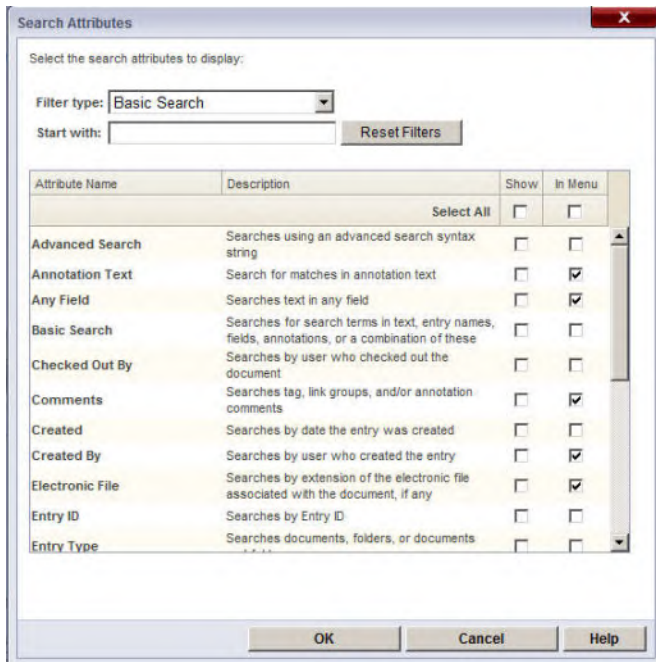 Search Attributes
X
Select the search attributes to display:
Filter type: Basic Search
Start with: Reset Filters
Attribute Name Description Show In Menu
Select All
Advanced Search Searches using an advanced search syntax
string
Annotation Text Search for matches in annotation text
Any Field Searches text in any field
Basic Search Searches for search terms in text, entry names,
fields, annotations, or a combination of these
Checked Out By Searches by user who checked out the
document
Comments Searches tag, link groups, and/or annotation
comments
Created Searches by date the entry was created
Created By Searches by user who created the entry
Electronic File Searches by extension of the electronic file
associated with the document, if any
Entry ID Searches by Entry ID
Entry Type Searches documents, folders, or documents
OK Cancel Help